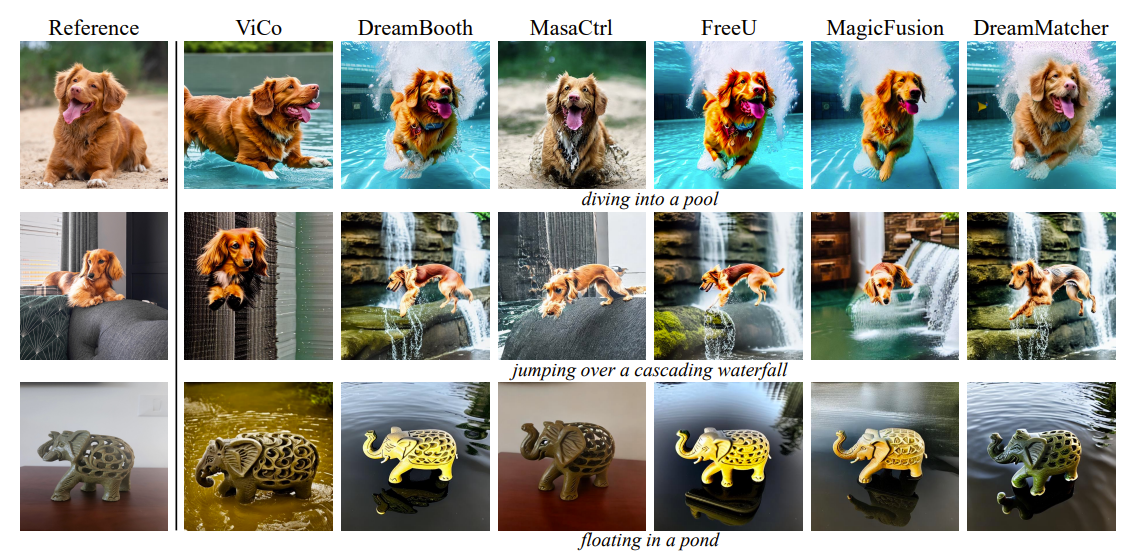 Reference ViCo DreamBooth MasaCtrl FreeU MagicFusion DreamMatcher
diving into a pool
jumping over a cascading waterfall
floating in a pond